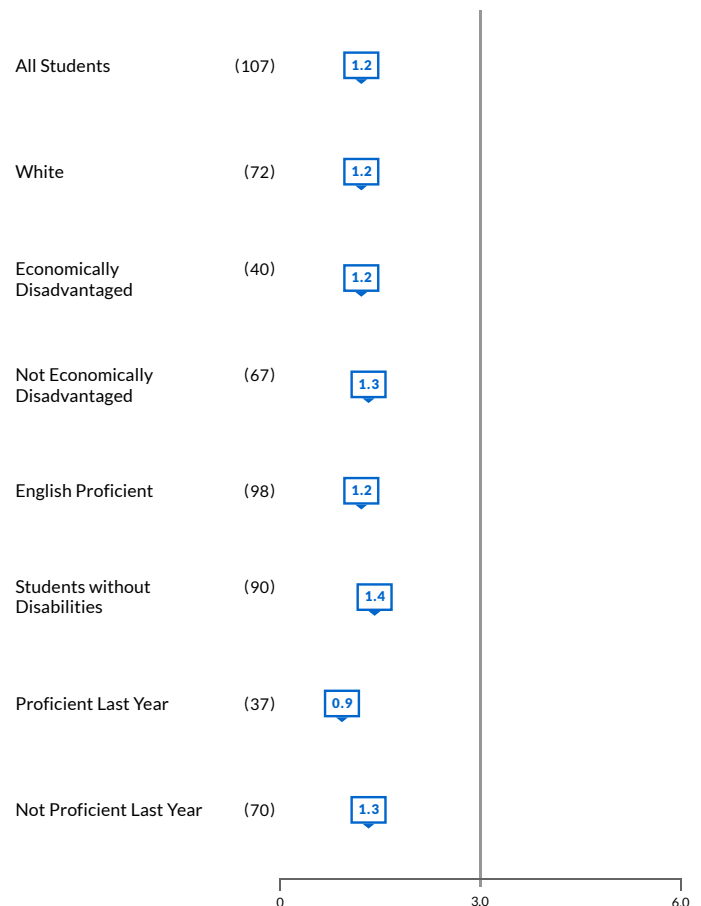 All Students (107) 1.2
White (72) 1.2
Economically (40) 1.2
Disadvantaged
Not Economically (67) 1.3
Disadvantaged
English Proficient (98) 1.2
Students without (90) 1.4
Disabilities
Proficient Last Year (37) 0.9
Not Proficient Last Year (70) 1.3
0 3.0 6.0